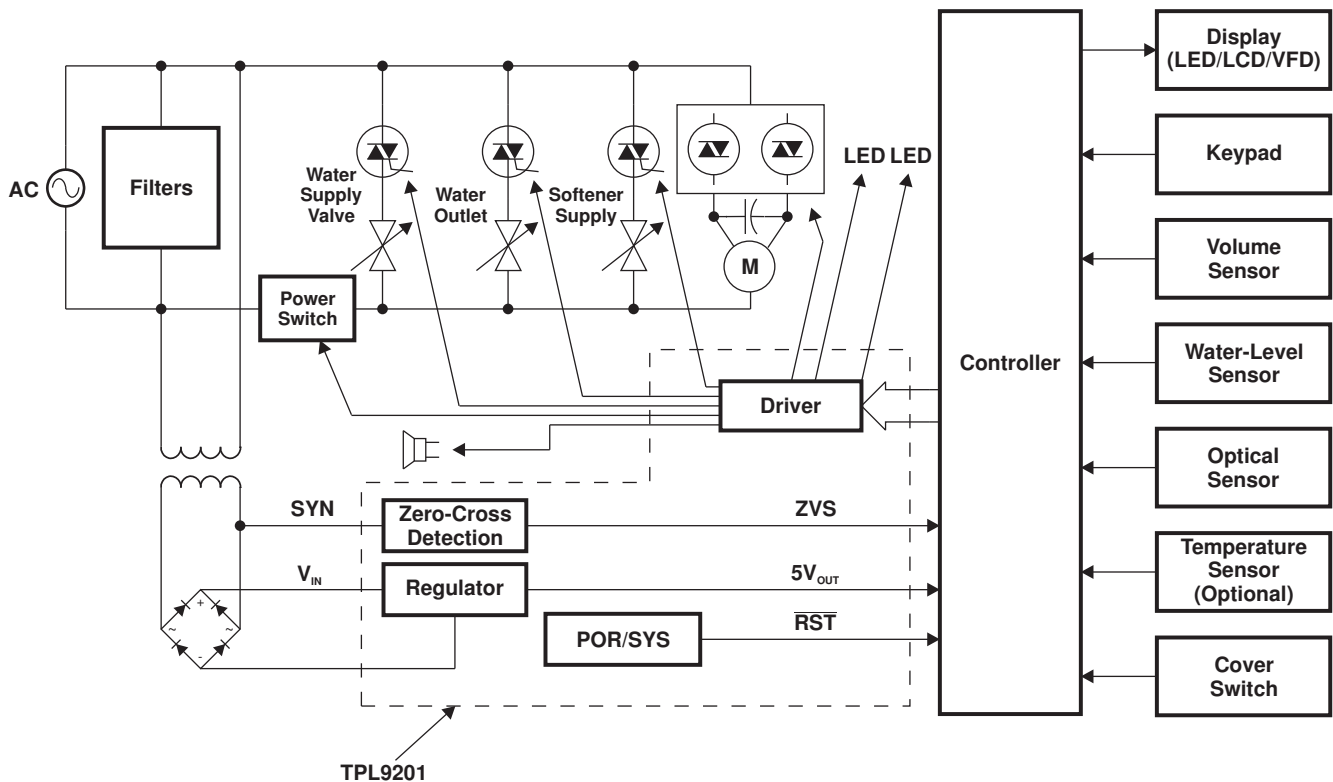 AC
Filters
Water
Supply
Valve
Water
Outlet
Softener
Supply
M
LED LED
Power
Switch
Driver
Controller
SYN
Zero-Cross
Detection
ZVS
VIN
Regulator
5VOUT
POR/SYS
RST
+
~
~
-
TPL9201
Display
(LED/LCD/VFD)
Keypad
Volume
Sensor
Water-Level
Sensor
Optical
Sensor
Temperature
Sensor
(Optional)
Cover
Switch